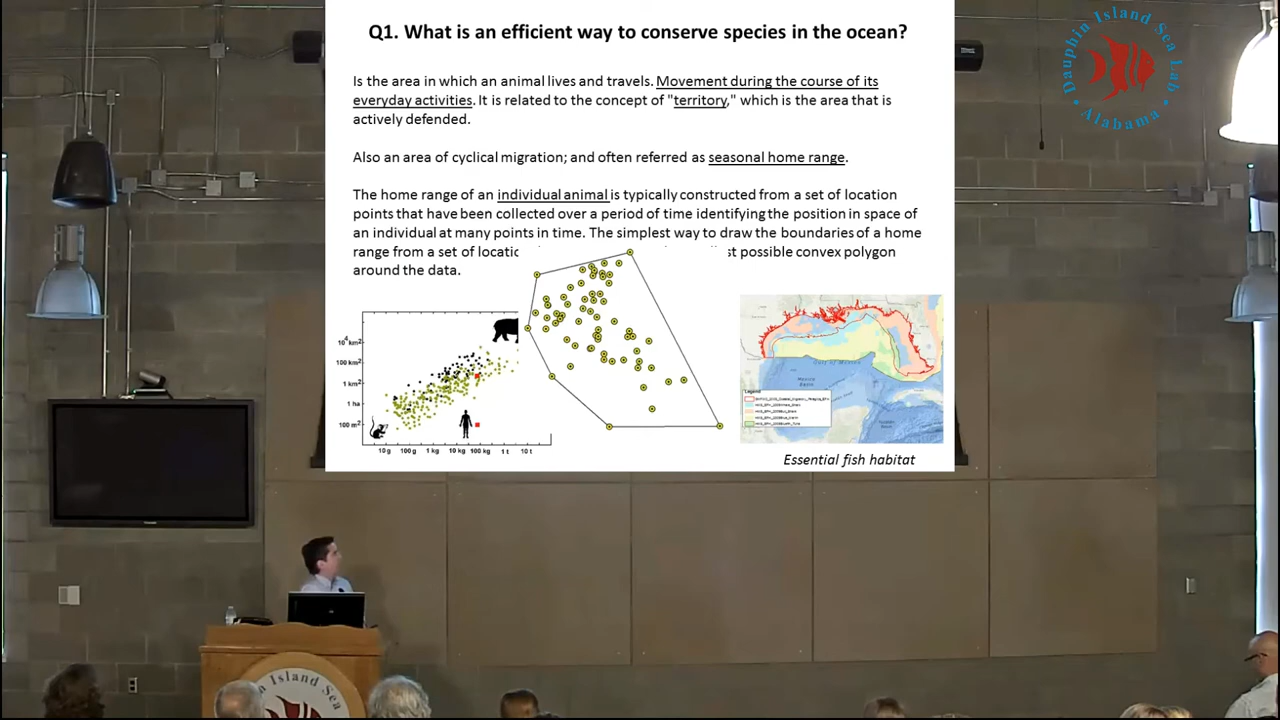 Q1. What is an efficient way to conserve species in the ocean?
Is the area in which an animal lives and travels. Movement during the course of its
everyday activities. It is related to the concept of "territory," which is the area that is
actively defended.
Also an area of cyclical migration; and often referred as seasonal home range.
The home range of an individual animal is typically constructed from a set of location
points that have been collected over a period of time identifying the position in space of
an individual at many points in time. The simplest way to draw the boundaries of a home
range from a set of locatio
possible convex polygon
around the data.
10⁴ km²
100 km²
1 km²
1 ha
100 m²
10 g 100 g 1 kg 10 kg 100 kg 1 t 10 t
Gulf of Mexico
Essential fish habitat
Dauphin Island Sea Lab
Alabama
Dauphin Island Sea